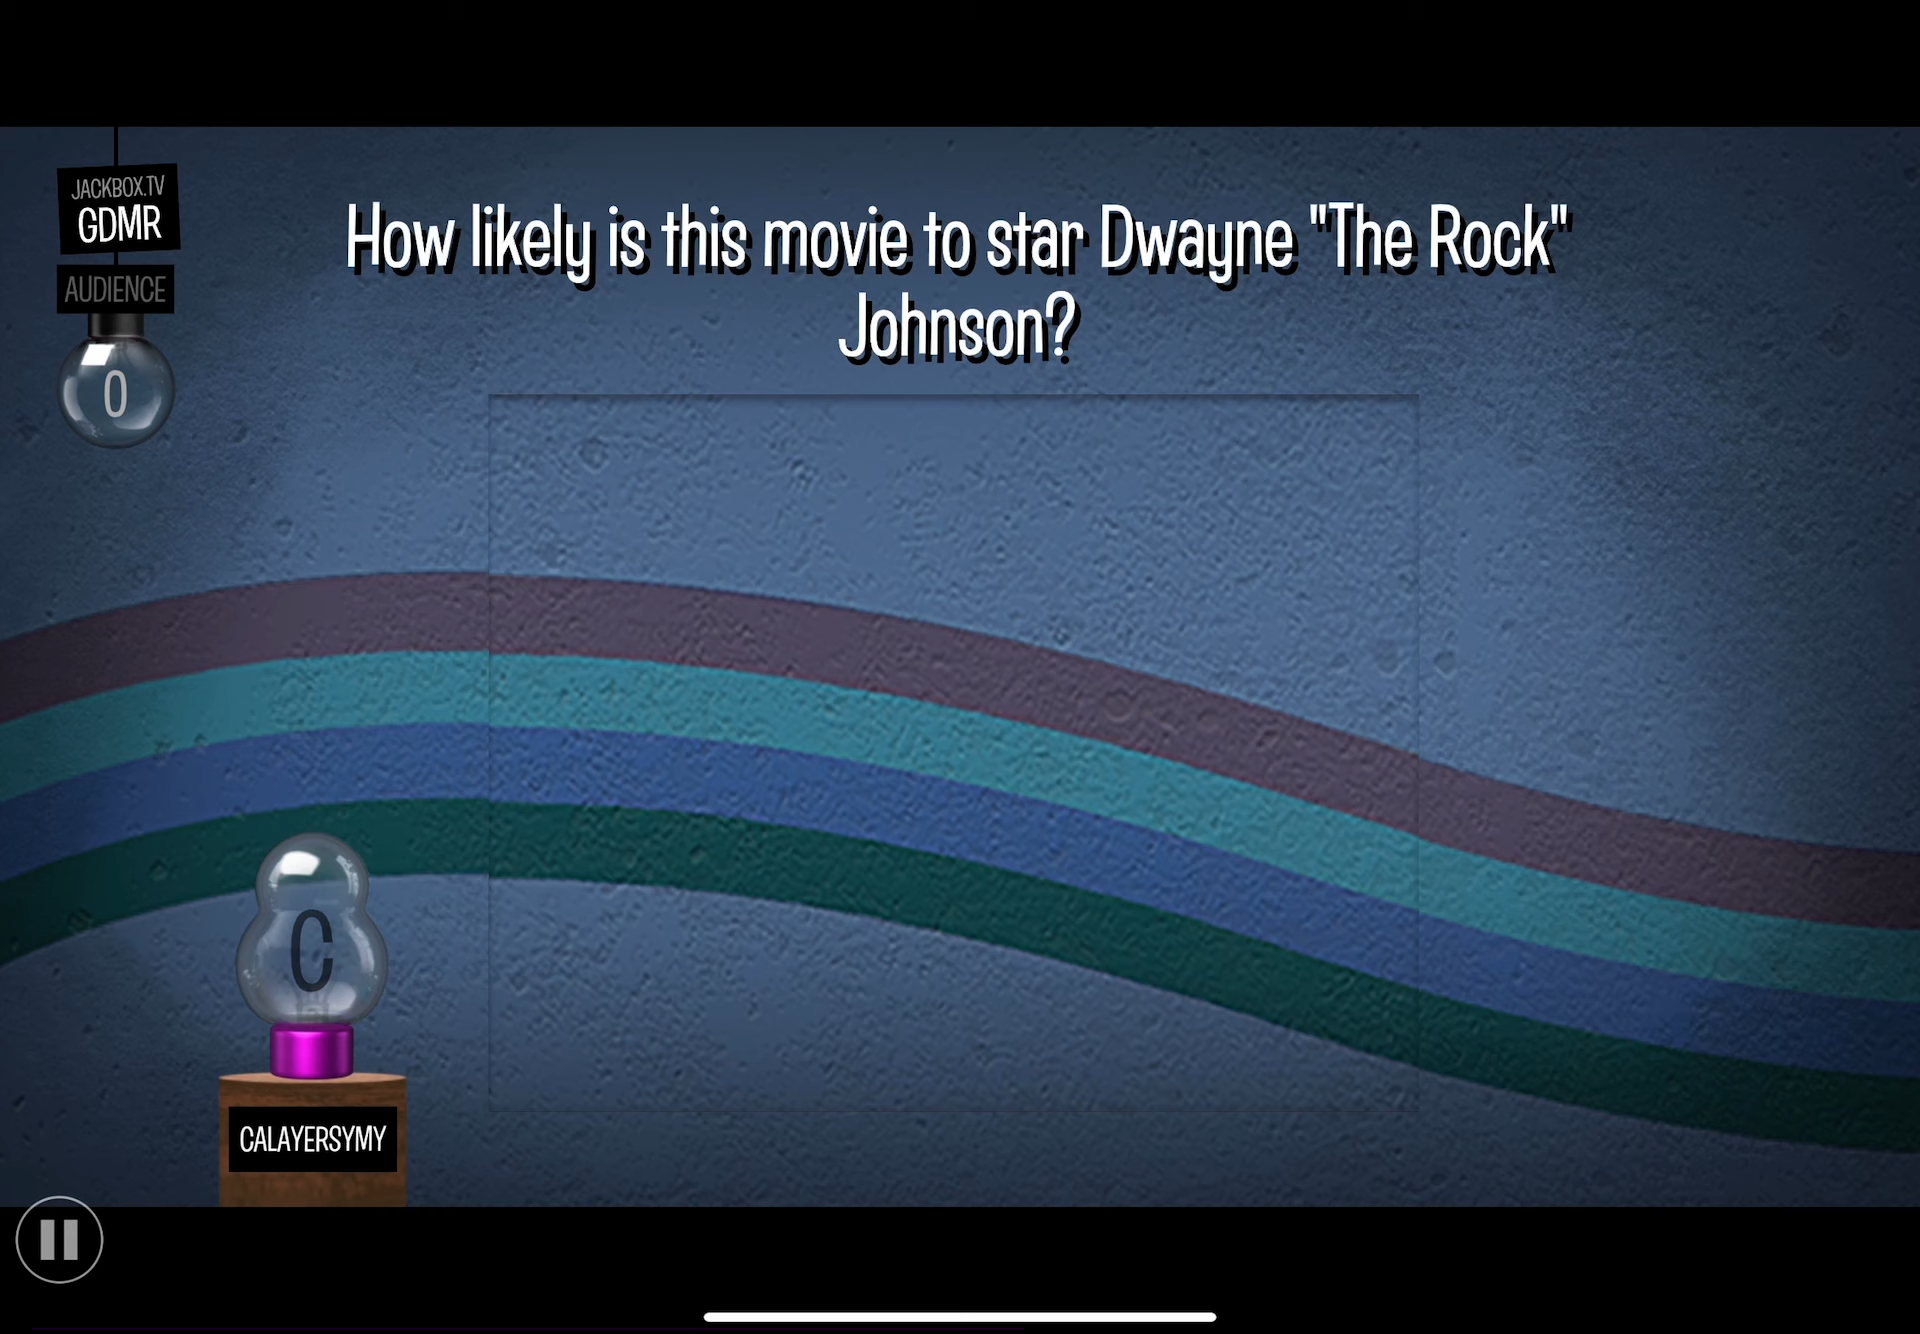 JACKBOX.TV
GDMR
AUDIENCE
0
How likely is this movie to star Dwayne "The Rock"
Johnson?
C
CALAYERSYMY